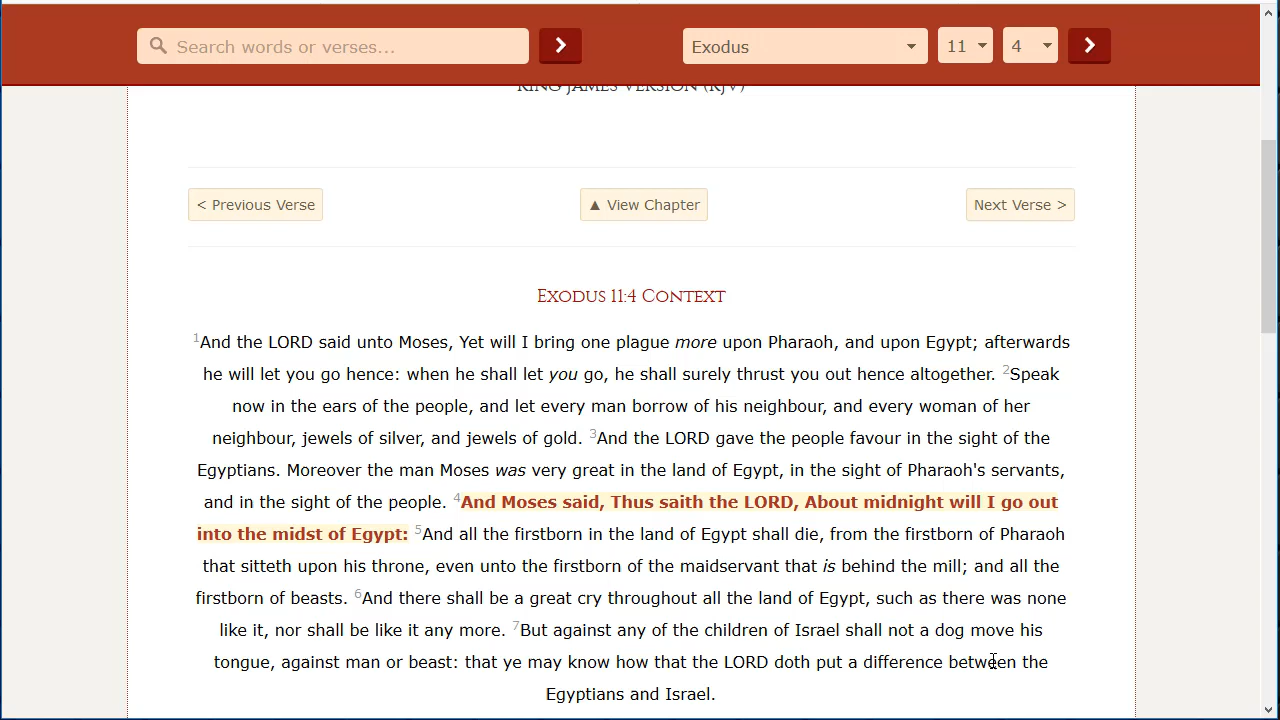 Search words or verses...
Exodus
11
4
KING JAMES VERSION (KJV)
< Previous Verse
▲ View Chapter
Next Verse >
Exodus 11:4 Context
1And the LORD said unto Moses, Yet will I bring one plague more upon Pharaoh, and upon Egypt; afterwards
he will let you go hence: when he shall let you go, he shall surely thrust you out hence altogether. 2Speak
now in the ears of the people, and let every man borrow of his neighbour, and every woman of her
neighbour, jewels of silver, and jewels of gold. 3And the LORD gave the people favour in the sight of the
Egyptians. Moreover the man Moses was very great in the land of Egypt, in the sight of Pharaoh's servants,
and in the sight of the people. 4And Moses said, Thus saith the LORD, About midnight will I go out
into the midst of Egypt: 5And all the firstborn in the land of Egypt shall die, from the firstborn of Pharaoh
that sitteth upon his throne, even unto the firstborn of the maidservant that is behind the mill; and all the
firstborn of beasts. 6And there shall be a great cry throughout all the land of Egypt, such as there was none
like it, nor shall be like it any more. 7But against any of the children of Israel shall not a dog move his
tongue, against man or beast: that ye may know how that the LORD doth put a difference between the
Egyptians and Israel.